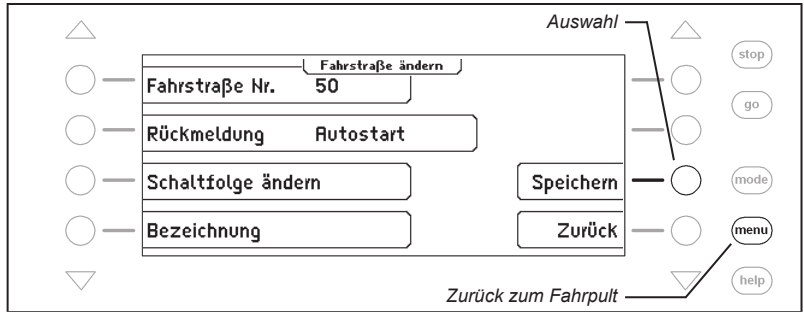 Auswahl
stop
Fahrstraße ändern
Fahrstraße Nr. 50
go
Rückmeldung Autostart
Schaltfolge ändern
Speichern
mode
Bezeichnung
Zurück
menu
help
Zurück zum Fahrpult